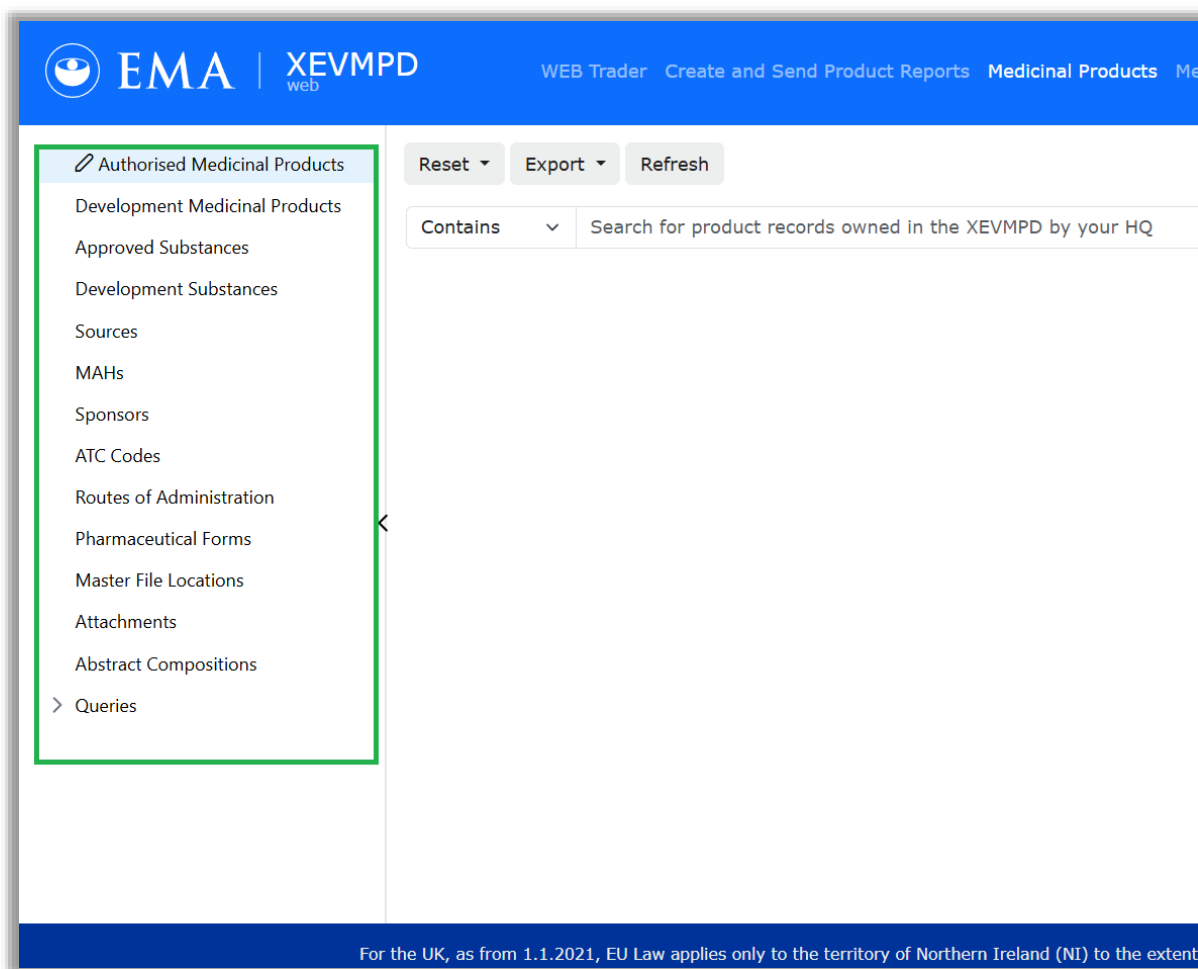 EMA XEVMPD
web
WEB Trader Create and Send Product Reports Medicinal Products Me
Authorised Medicinal Products
Development Medicinal Products
Approved Substances
Development Substances
Sources
MAHs
Sponsors
ATC Codes
Routes of Administration
Pharmaceutical Forms
Master File Locations
Attachments
Abstract Compositions
Queries
Reset Export Refresh
Contains Search for product records owned in the XEVMPD by your HQ
For the UK, as from 1.1.2021, EU Law applies only to the territory of Northern Ireland (NI) to the extent